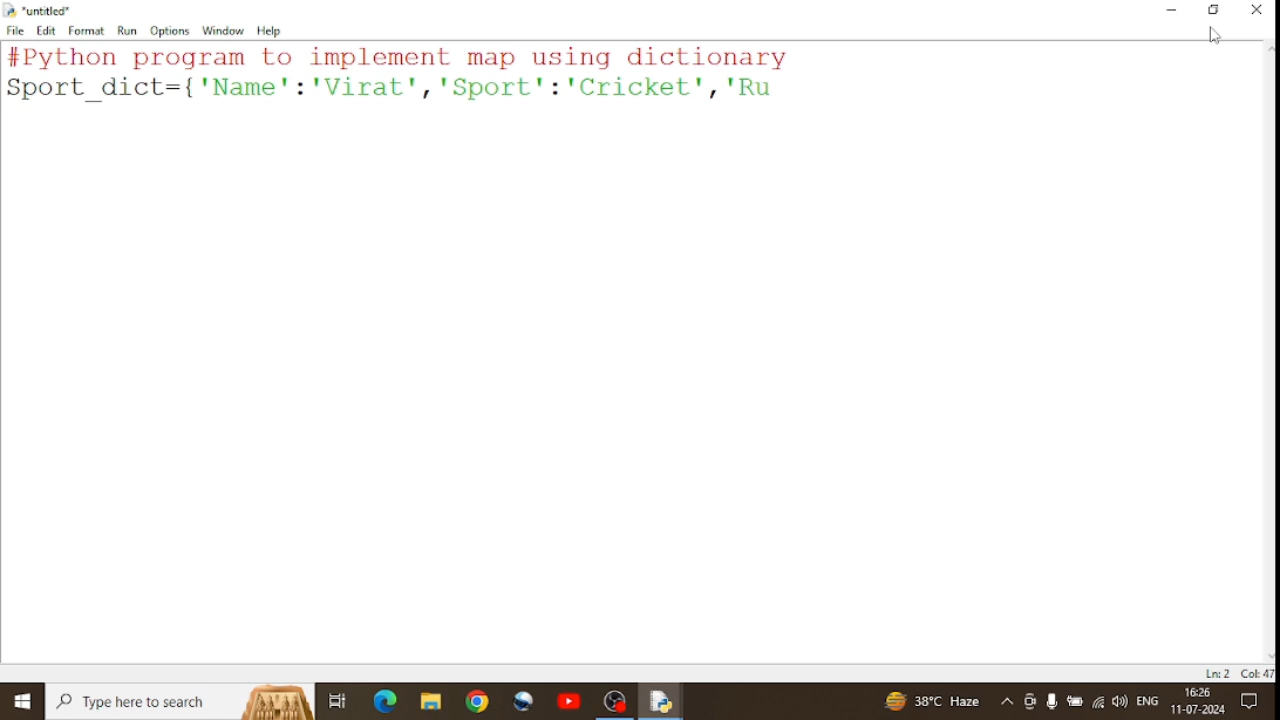 *untitled*
File Edit Format Run Options Window Help
#Python program to implement map using dictionary
Sport_dict={'Name':'Virat','Sport':'Cricket','Ru
Ln: 2 Col: 47
Type here to search
38°C Haze
ENG
16:26
11-07-2024